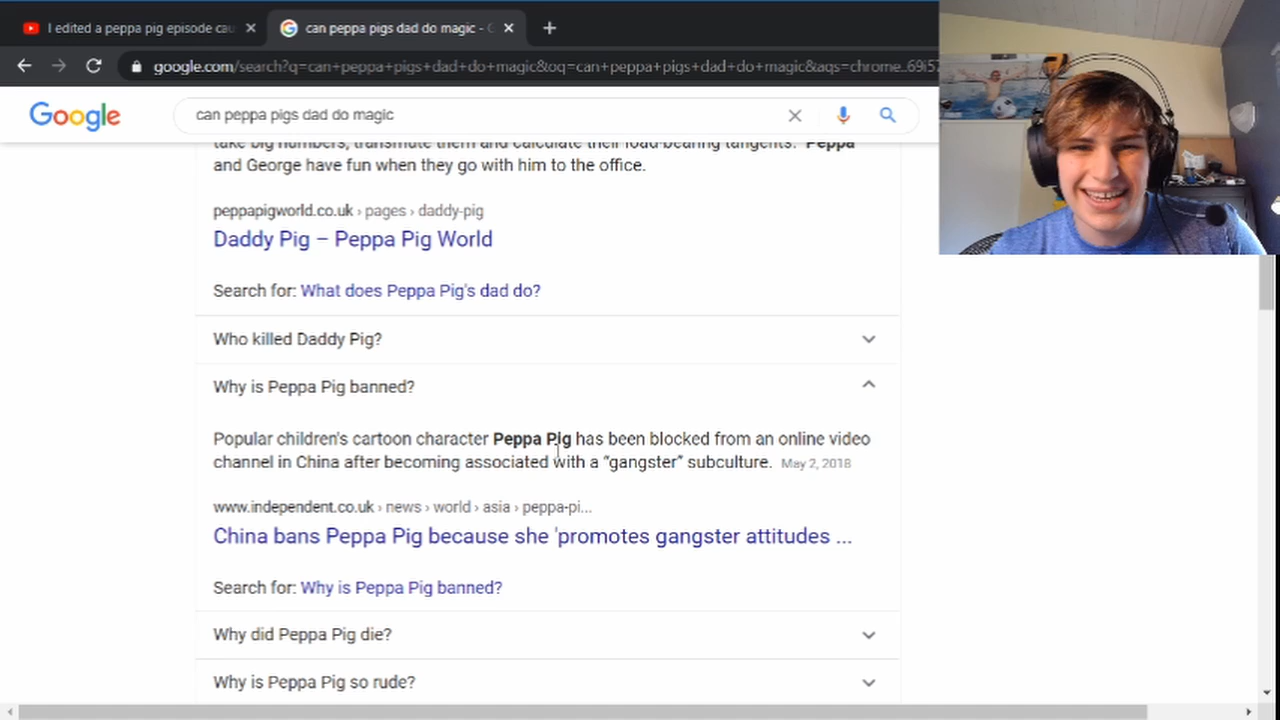 I edited a peppa pig episode cau
can peppa pigs dad do magic - G
google.com/search?q=can+peppa+pigs+dad+do+magic&oq=can+peppa+pigs+dad+do+magic&aqs=chrome..69i57
Google
can peppa pigs dad do magic
take big numbers, transmute them and calculate their load-bearing tangents. Peppa
and George have fun when they go with him to the office.
peppapigworld.co.uk › pages › daddy-pig
Daddy Pig – Peppa Pig World
Search for: What does Peppa Pig's dad do?
Who killed Daddy Pig?
Why is Peppa Pig banned?
Popular children's cartoon character Peppa Pig has been blocked from an online video
channel in China after becoming associated with a “gangster” subculture. May 2, 2018
www.independent.co.uk › news › world › asia › peppa-pi...
China bans Peppa Pig because she 'promotes gangster attitudes ...
Search for: Why is Peppa Pig banned?
Why did Peppa Pig die?
Why is Peppa Pig so rude?